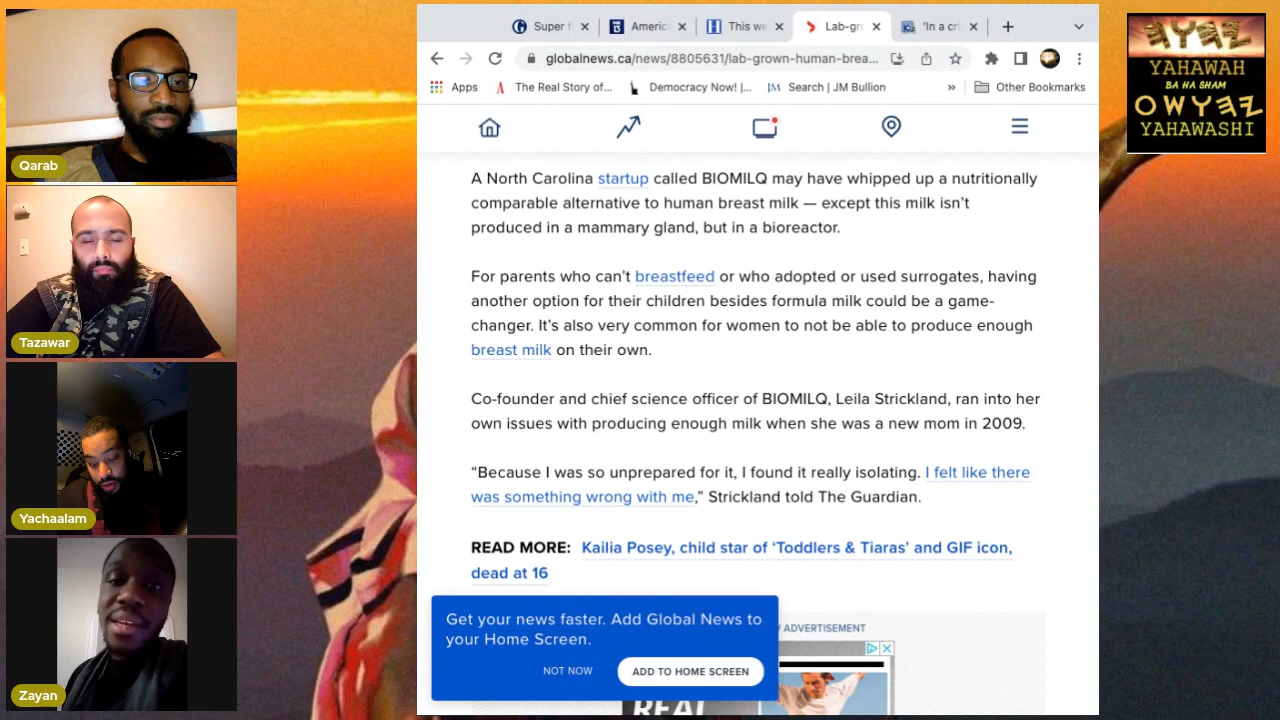 Qarab
Tazawar
Yachaalam
Zayan
Super f
Americ
This we
Lab-gro
'In a cri
globalnews.ca/news/8805631/lab-grown-human-brea...
Apps
The Real Story of...
Democracy Now! |...
JM
Search | JM Bullion
»
Other Bookmarks
A North Carolina startup called BIOMILQ may have whipped up a nutritionally
comparable alternative to human breast milk — except this milk isn't
produced in a mammary gland, but in a bioreactor.
For parents who can't breastfeed or who adopted or used surrogates, having
another option for their children besides formula milk could be a game-
changer. It's also very common for women to not be able to produce enough
breast milk on their own.
Co-founder and chief science officer of BIOMILQ, Leila Strickland, ran into her
own issues with producing enough milk when she was a new mom in 2009.
“Because I was so unprepared for it, I found it really isolating. I felt like there
was something wrong with me,” Strickland told The Guardian.
READ MORE: Kailia Posey, child star of ‘Toddlers & Tiaras’ and GIF icon,
dead at 16
/ ADVERTISEMENT
Get your news faster. Add Global News to
your Home Screen.
NOT NOW
ADD TO HOME SCREEN
REAL
YAHAWAH
BA HA SHAM
YAHAWASHI